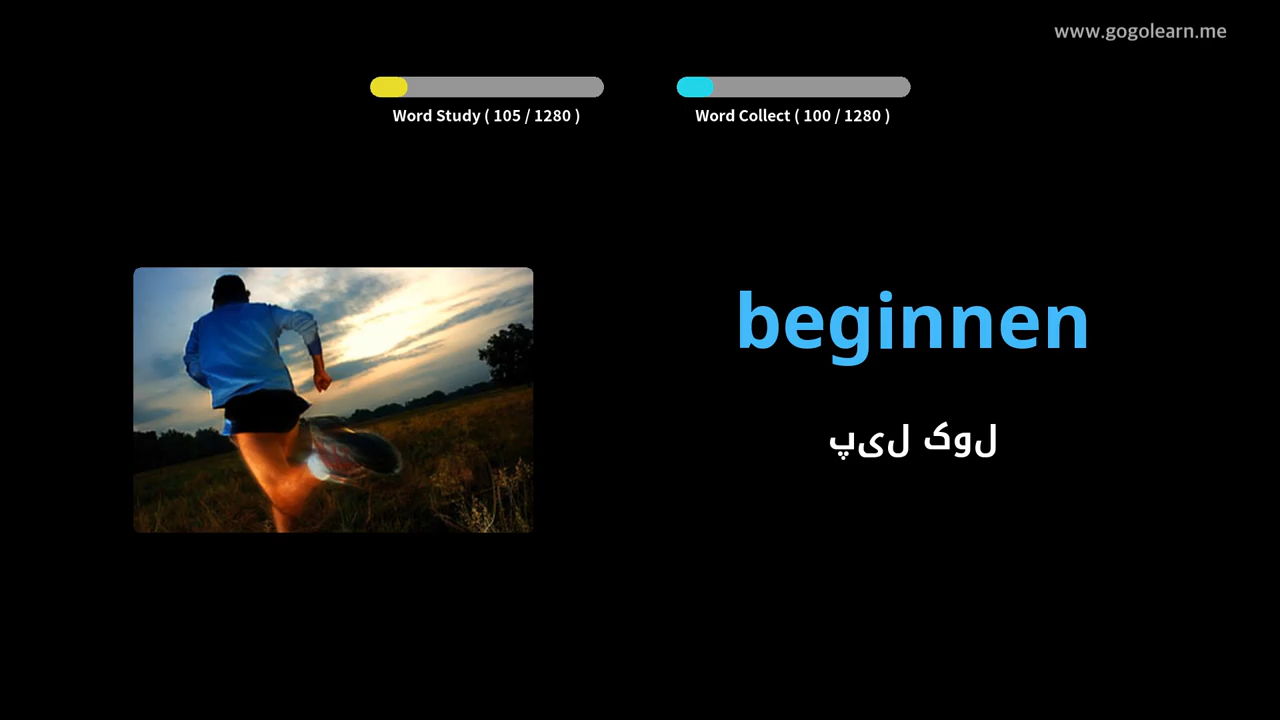 www.gogolearn.me
Word Study ( 105 / 1280 )
Word Collect ( 100 / 1280 )
beginnen
پیل کول